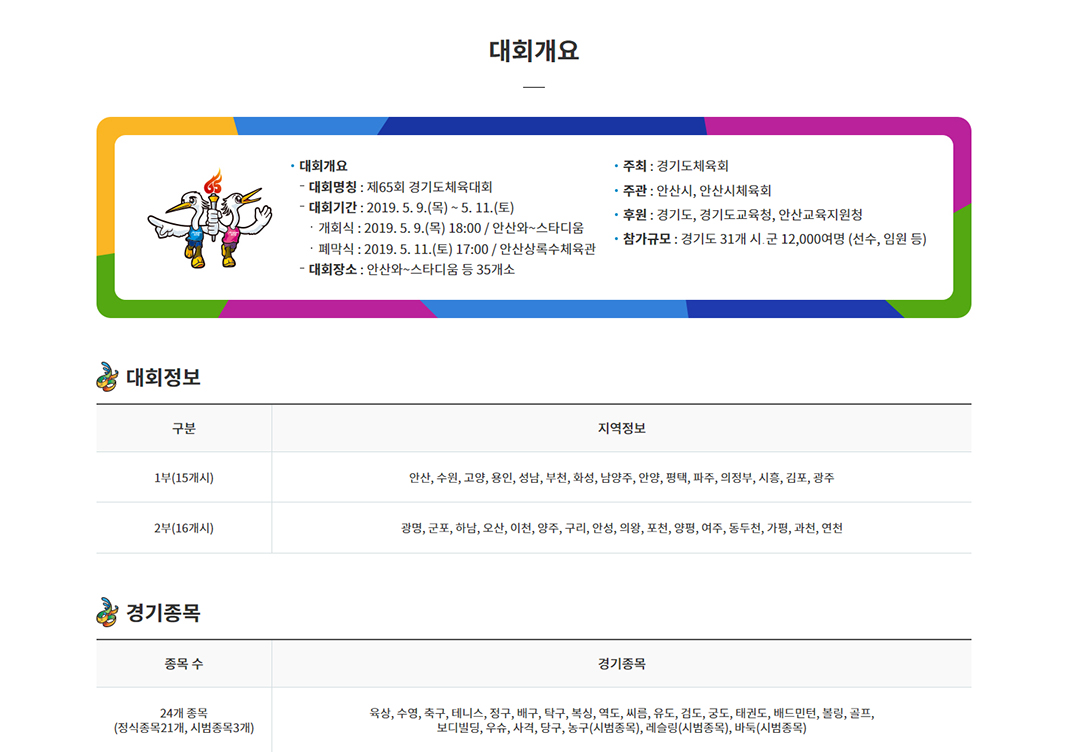 대회개요
65
· 대회개요
- 대회명칭 : 제65회 경기도체육대회
- 대회기간 : 2019. 5. 9.(목) ~ 5. 11.(토)
· 개회식 : 2019. 5. 9.(목) 18:00 / 안산와~스타디움
· 폐막식 : 2019. 5. 11.(토) 17:00 / 안산상록수체육관
- 대회장소 : 안산와~스타디움 등 35개소
· 주최 : 경기도체육회
· 주관 : 안산시, 안산시체육회
· 후원 : 경기도, 경기도교육청, 안산교육지원청
· 참가규모 : 경기도 31개 시.군 12,000여명 (선수, 임원 등)
대회정보
구분
지역정보
1부(15개시)
안산, 수원, 고양, 용인, 성남, 부천, 화성, 남양주, 안양, 평택, 파주, 의정부, 시흥, 김포, 광주
2부(16개시)
광명, 군포, 하남, 오산, 이천, 양주, 구리, 안성, 의왕, 포천, 양평, 여주, 동두천, 가평, 과천, 연천
경기종목
종목 수
경기종목
24개 종목
(정식종목21개, 시범종목3개)
육상, 수영, 축구, 테니스, 정구, 배구, 탁구, 복싱, 역도, 씨름, 유도, 검도, 궁도, 태권도, 배드민턴, 볼링, 골프,
보디빌딩, 우슈, 사격, 당구, 농구(시범종목), 레슬링(시범종목), 바둑(시범종목)